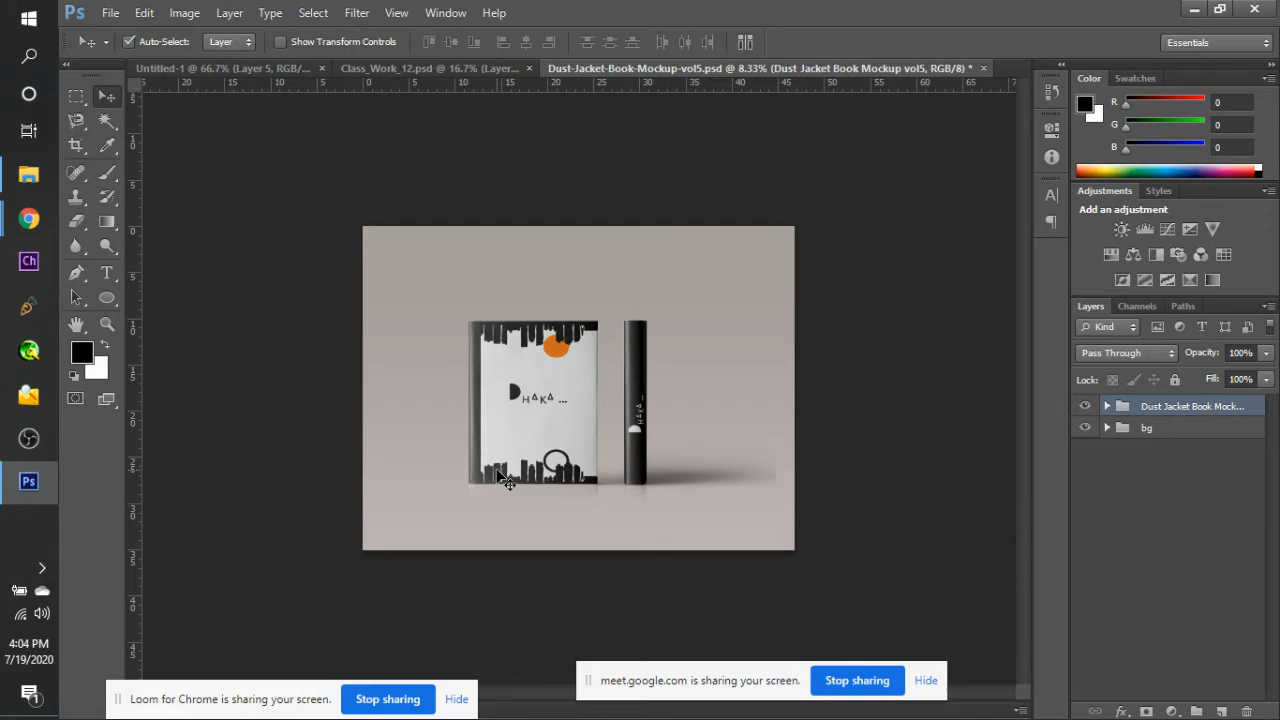 Ps File Edit Image Layer Type Select Filter View Window Help
Auto-Select: Layer Show Transform Controls Essentials
Untitled-1 @ 66.7% (Layer 5, RGB/... × Class_Work_12.psd @ 16.7% (Layer... × Dust-Jacket-Book-Mockup-vol5.psd @ 8.33% (Dust Jacket Book Mockup vol5, RGB/8) * ×
Color Swatches
R 0
G 0
B 0
Adjustments Styles
Add an adjustment
Layers Channels Paths
Kind
Pass Through Opacity: 100%
Lock: Fill: 100%
Dust Jacket Book Mock...
bg
DHAKA ...
DHAKA ...
Ch
Ps
4:04 PM
7/19/2020
1
Loom for Chrome is sharing your screen. Stop sharing Hide
meet.google.com is sharing your screen. Stop sharing Hide